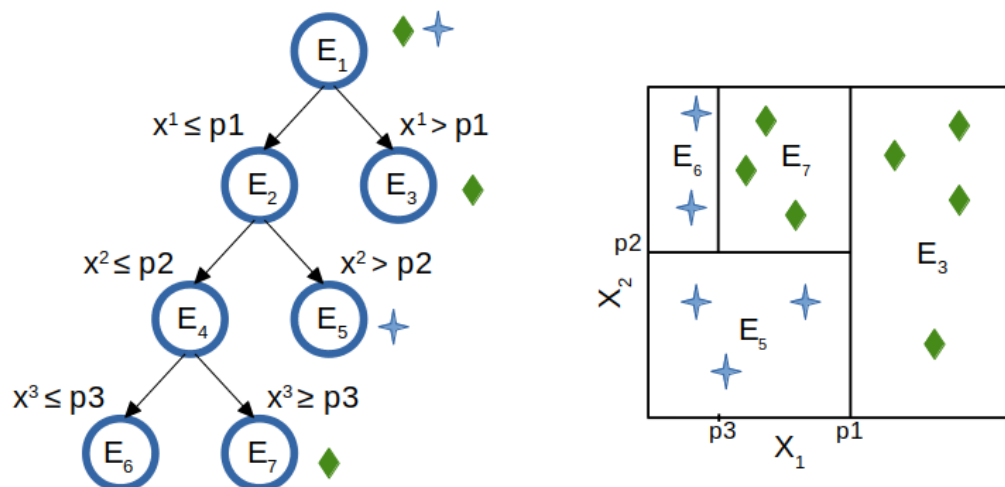 E1
x1 ≤ p1
x1 > p1
E2
E3
x2 ≤ p2
x2 > p2
E4
E5
x3 ≤ p3
x3 ≥ p3
E6
E7
E6
E7
p2
E3
X2
E5
p3
p1
X1